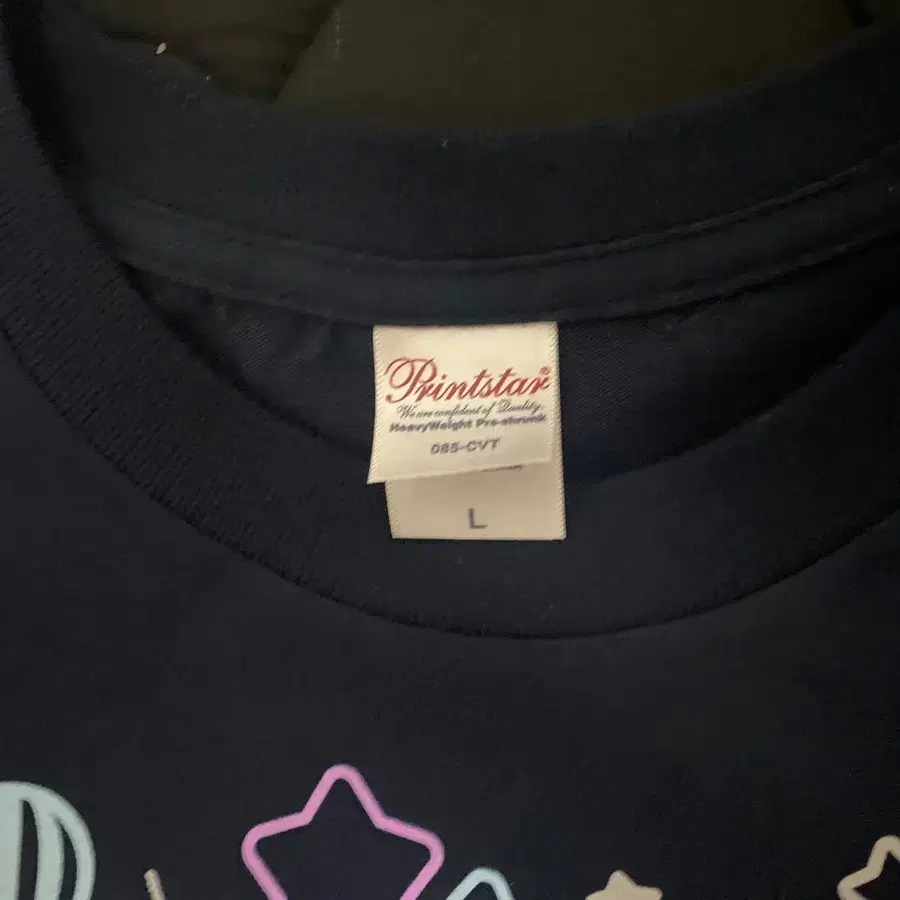 Printstar®
We are confident of Quality.
HeavyWeight Pre-shrunk
085-CVT
L